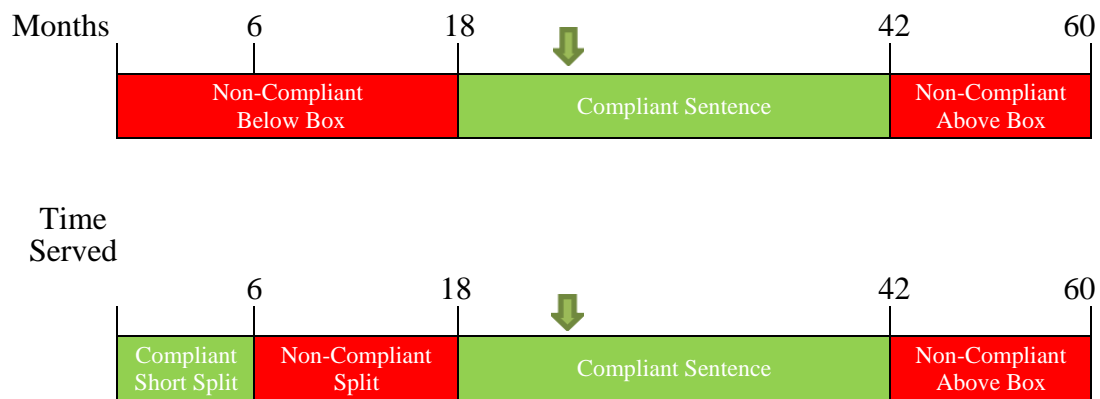 Months 6 18 42 60
Non-Compliant
Below Box
Compliant Sentence
Non-Compliant
Above Box
Time
Served
6 18 42 60
Compliant
Short Split
Non-Compliant
Split
Compliant Sentence
Non-Compliant
Above Box